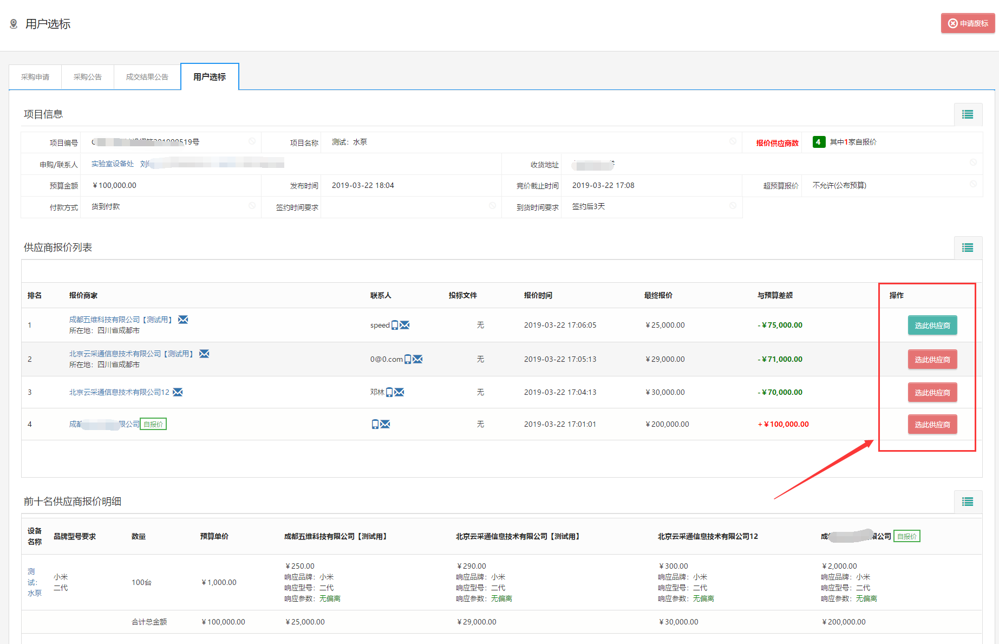 用户选标
申请废标
采购申请 采购公告 成交结果公告 用户选标
项目信息
项目编号 519号 项目名称 测试：水泵 报价供应商数 4 其中1家自报价
申购/联系人 实验室设备处 刘 收货地址
预算金额 ￥100,000.00 发布时间 2019-03-22 18:04 竞价截止时间 2019-03-22 17:08 超预算报价 不允许(公布预算)
付款方式 货到付款 签约时间要求 到货时间要求 签约后3天
供应商报价列表
排名 报价商家 联系人 投标文件 报价时间 最终报价 与预算差额 操作
1 成都五维科技有限公司【测试用】 speed 无 2019-03-22 17:06:05 ￥25,000.00 -￥75,000.00 选此供应商
所在地：四川省成都市
2 北京云采通信息技术有限公司【测试用】 0@0.com 无 2019-03-22 17:05:13 ￥29,000.00 -￥71,000.00 选此供应商
所在地：四川省成都市
3 北京云采通信息技术有限公司12 邓林 无 2019-03-22 17:04:13 ￥30,000.00 -￥70,000.00 选此供应商
4 成都 限公司 自报价 无 2019-03-22 17:01:01 ￥200,000.00 +￥100,000.00 选此供应商
前十名供应商报价明细
设备名称 品牌型号要求 数量 预算单价 成都五维科技有限公司【测试用】 北京云采通信息技术有限公司【测试用】 北京云采通信息技术有限公司12 成 限公司 自报价
测试：水泵 小米 二代 100台 ￥1,000.00
￥250.00 ￥290.00 ￥300.00 ￥2,000.00
响应品牌：小米 响应品牌：小米 响应品牌：小米 响应品牌：小米
响应型号：二代 响应型号：二代 响应型号：二代 响应型号：二代
响应参数：无偏离 响应参数：无偏离 响应参数：无偏离 响应参数：无偏离
合计总金额 ￥100,000.00 ￥25,000.00 ￥29,000.00 ￥30,000.00 ￥200,000.00